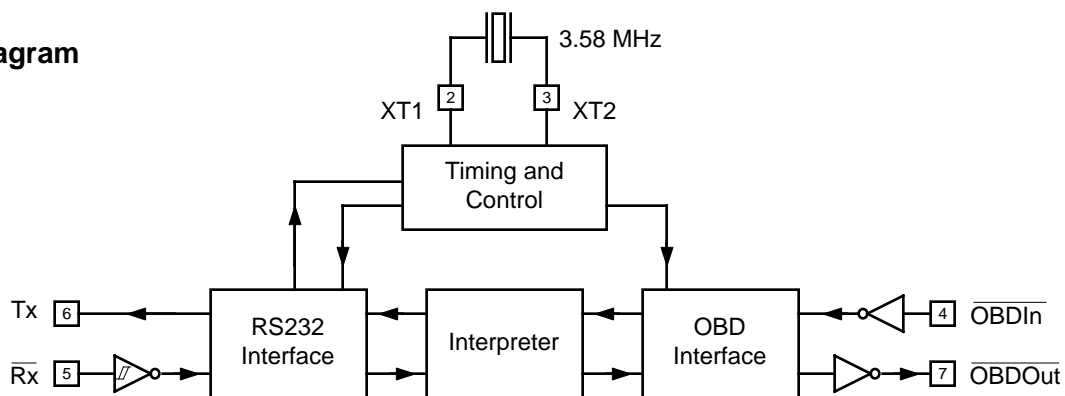 agram
3.58 MHz
XT1 2 3 XT2
Timing and
Control
Tx 6
RS232
Interface
Interpreter
OBD
Interface
4 OBDIn
Rx 5
7 OBDOut